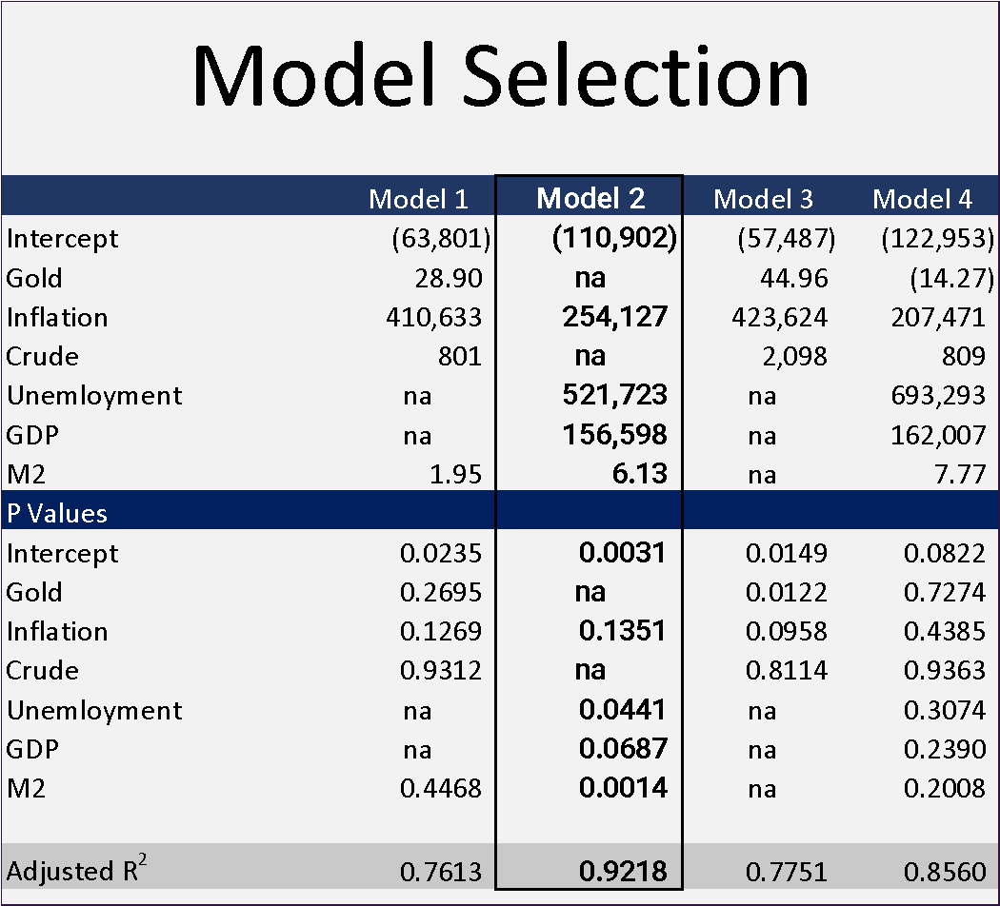 Model Selection
Model 1 Model 2 Model 3 Model 4
Intercept (63,801) (110,902) (57,487) (122,953)
Gold 28.90 na 44.96 (14.27)
Inflation 410,633 254,127 423,624 207,471
Crude 801 na 2,098 809
Unemloyment na 521,723 na 693,293
GDP na 156,598 na 162,007
M2 1.95 6.13 na 7.77
P Values
Intercept 0.0235 0.0031 0.0149 0.0822
Gold 0.2695 na 0.0122 0.7274
Inflation 0.1269 0.1351 0.0958 0.4385
Crude 0.9312 na 0.8114 0.9363
Unemloyment na 0.0441 na 0.3074
GDP na 0.0687 na 0.2390
M2 0.4468 0.0014 na 0.2008
Adjusted R² 0.7613 0.9218 0.7751 0.8560